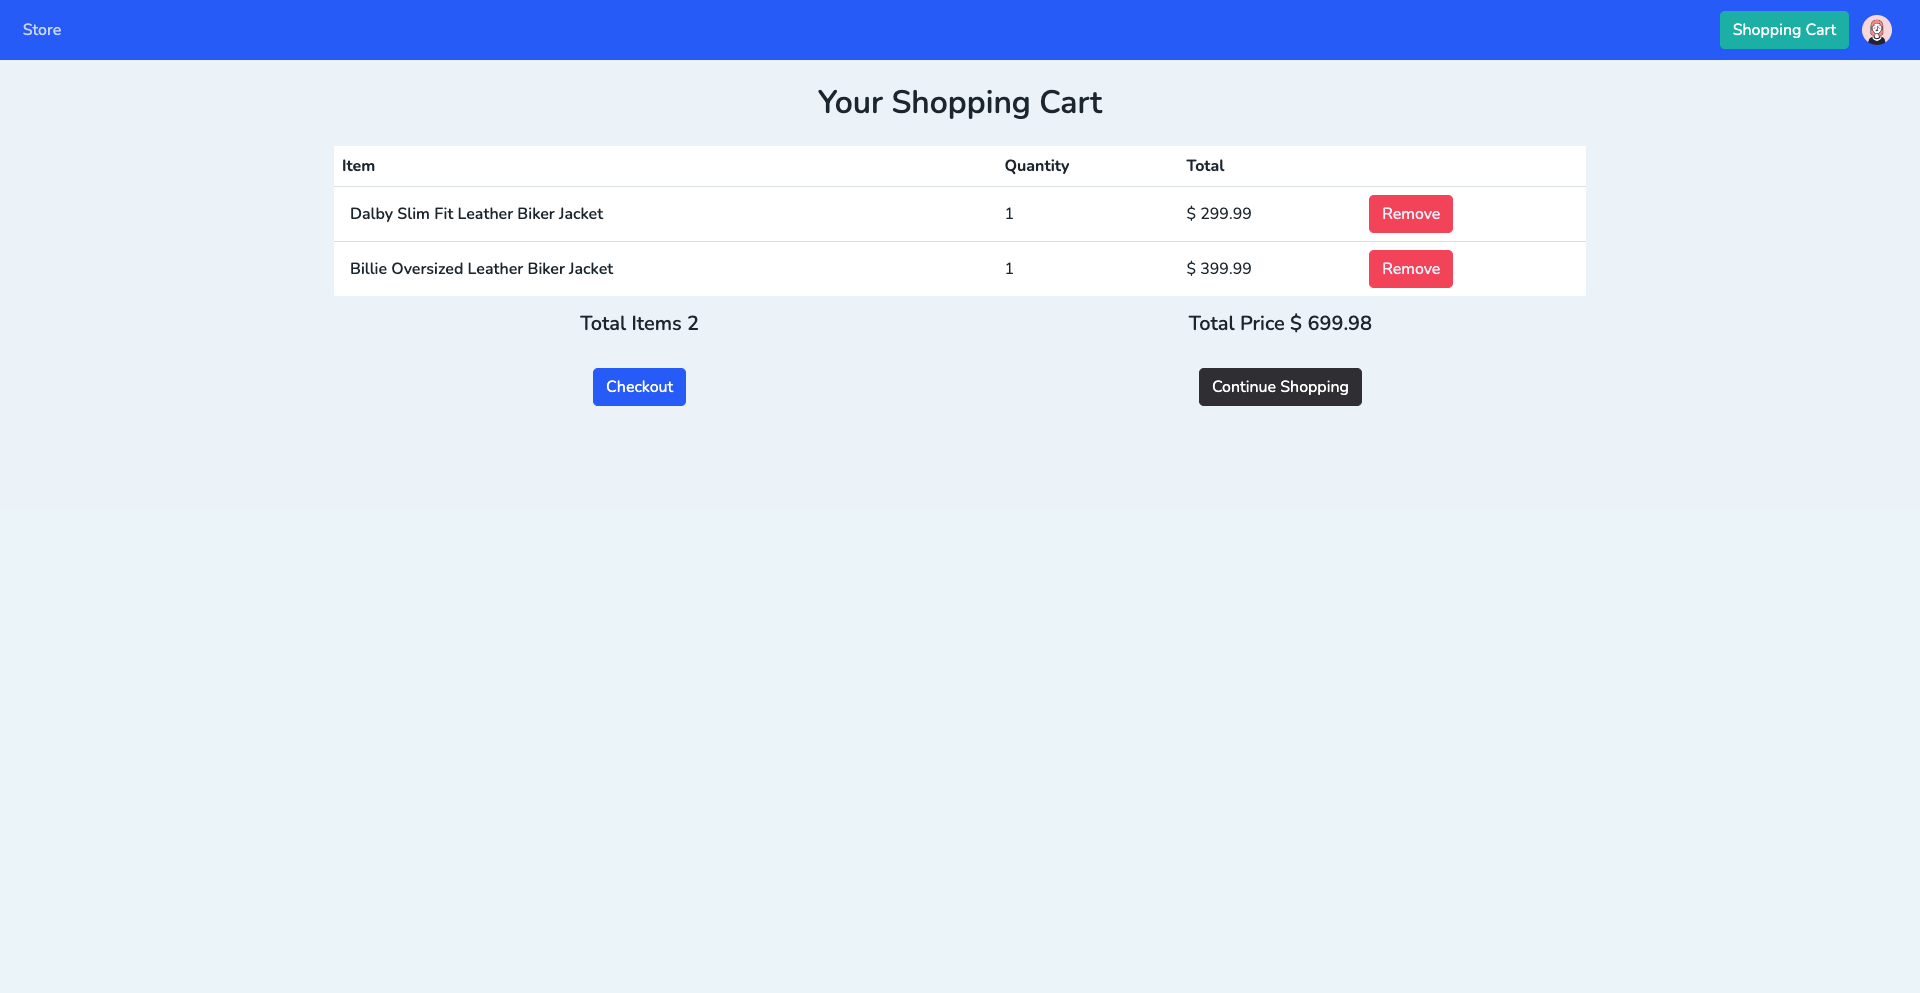 Store
Shopping Cart
Your Shopping Cart
Item Quantity Total
Dalby Slim Fit Leather Biker Jacket 1 $ 299.99 Remove
Billie Oversized Leather Biker Jacket 1 $ 399.99 Remove
Total Items 2 Total Price $ 699.98
Checkout Continue Shopping